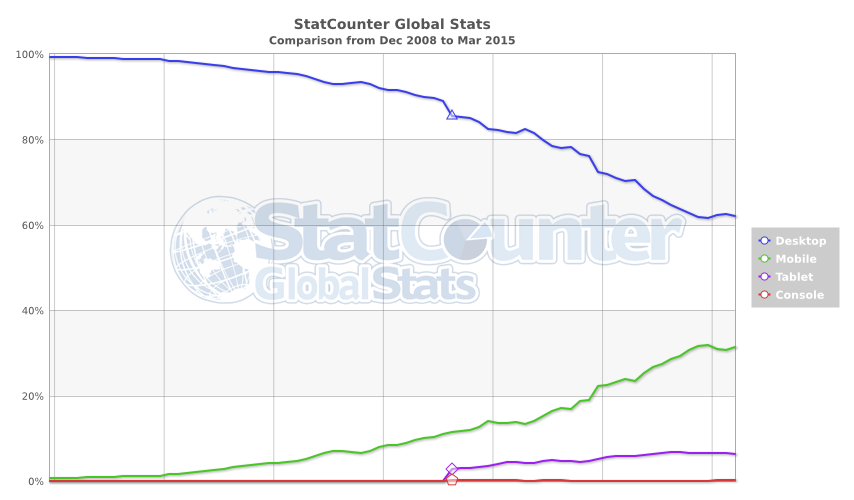 StatCounter Global Stats
Comparison from Dec 2008 to Mar 2015
100%
80%
60%
40%
20%
0%
StatCounter
GlobalStats
Desktop
Mobile
Tablet
Console